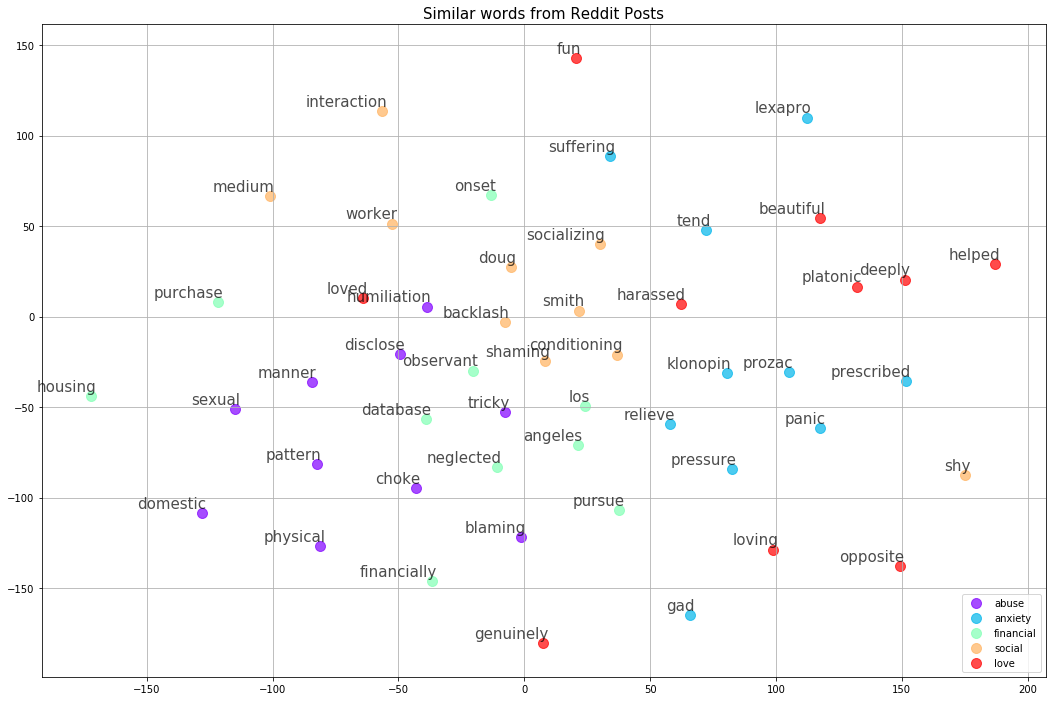 Similar words from Reddit Posts
fun
interaction
lexapro
suffering
medium
onset
beautiful
worker
tend
socializing
helped
doug
deeply
platonic
purchase
loved
humiliation
harassed
smith
backlash
disclose
conditioning
shaming
observant
klonopin
prozac
manner
prescribed
housing
sexual
database
tricky
los
relieve
panic
angeles
pattern
neglected
pressure
shy
choke
domestic
pursue
physical
blaming
loving
opposite
financially
gad
genuinely
150
100
50
0
−50
−100
−150
−150
−100
−50
0
50
100
150
200
abuse
anxiety
financial
social
love